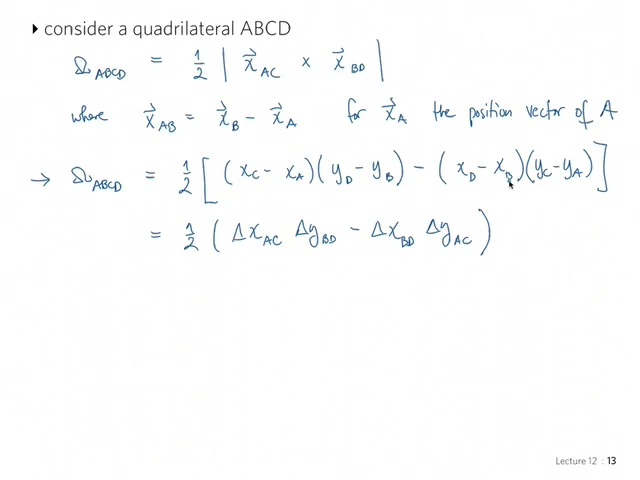 ▸ consider a quadrilateral ABCD
Ω_ABCD = 1/2 | x⃗_AC × x⃗_BD |
where x⃗_AB = x⃗_B − x⃗_A for x⃗_A the position vector of A
→ Ω_ABCD = 1/2 [ (x_C − x_A)(y_D − y_B) − (x_D − x_B)(y_C − y_A) ]
= 1/2 ( Δx_AC Δy_BD − Δx_BD Δy_AC )
Lecture 12 : 13